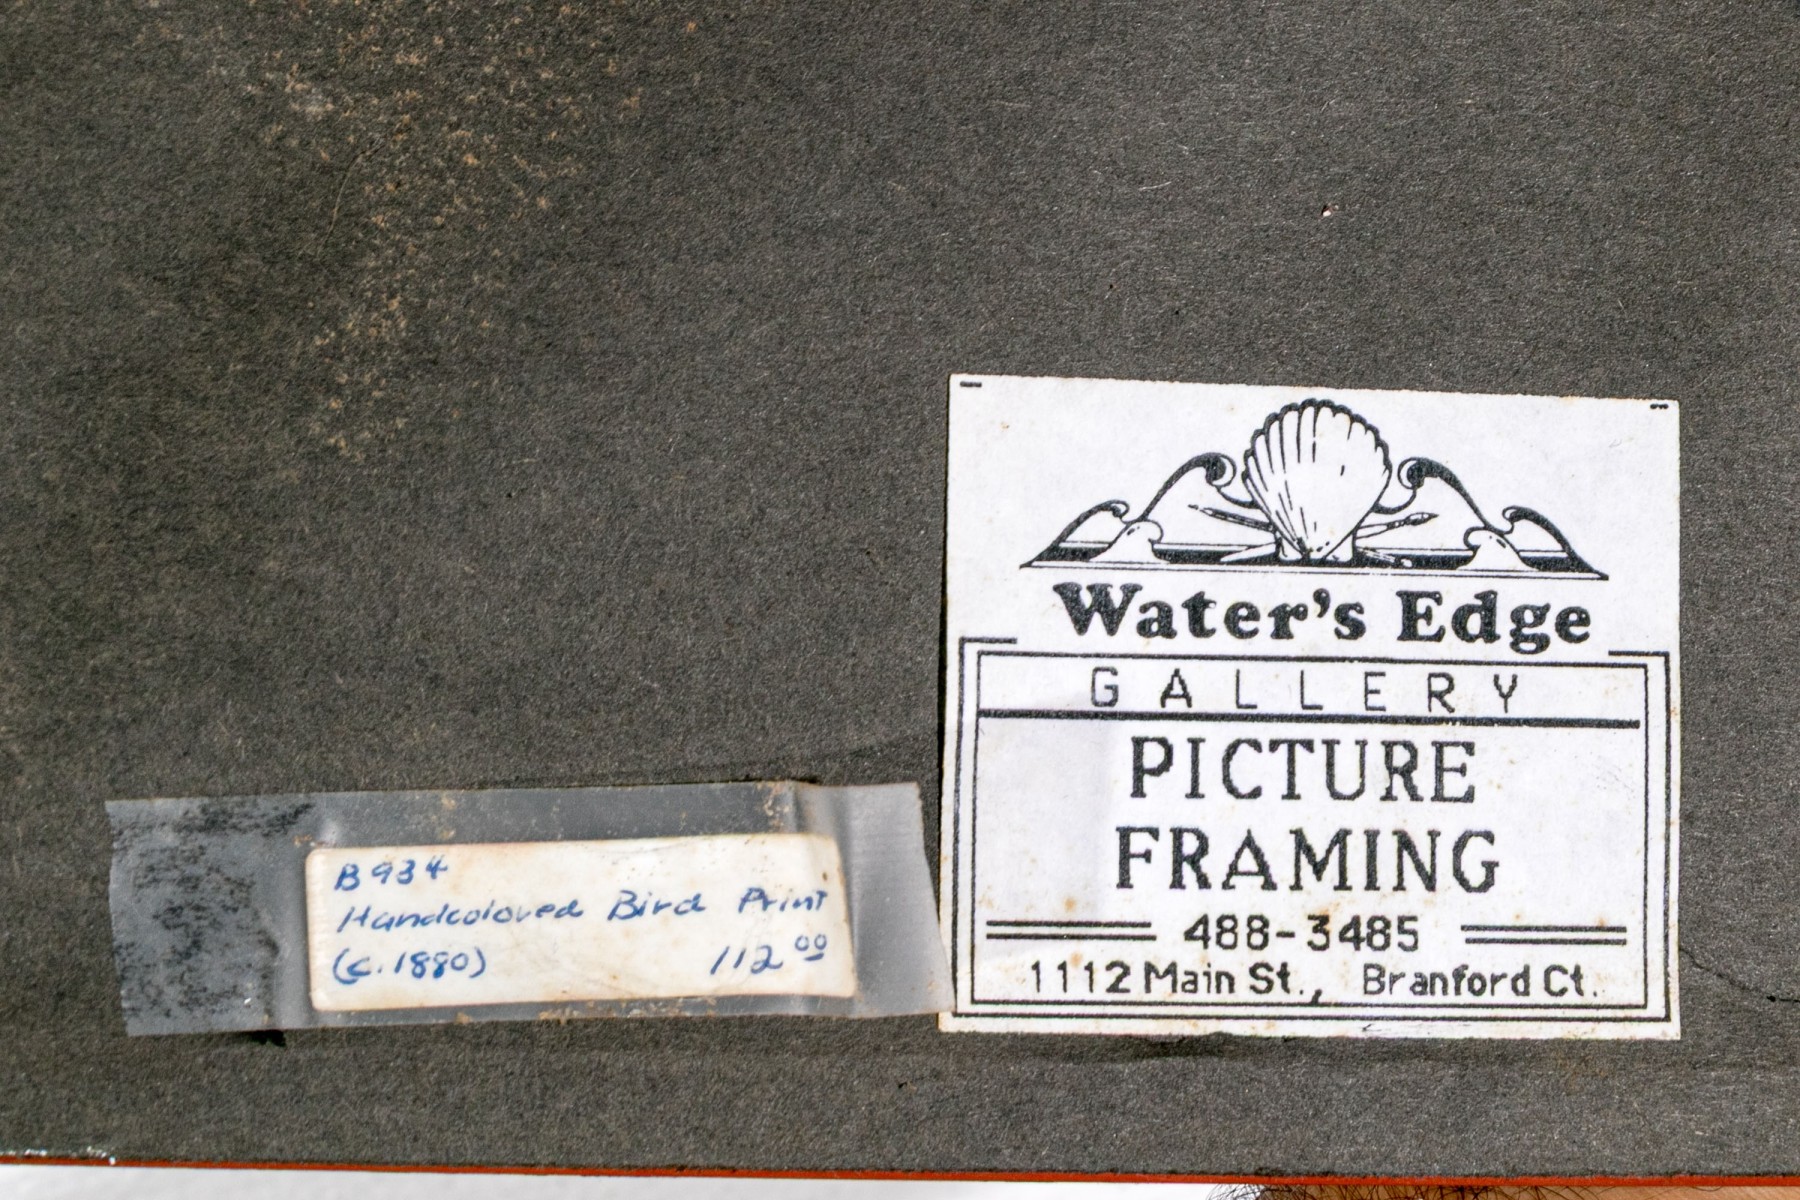 B934
Handcolored Bird Print
(c. 1880) 112.00
Water's Edge
GALLERY
PICTURE
FRAMING
488-3485
1112 Main St., Branford Ct.